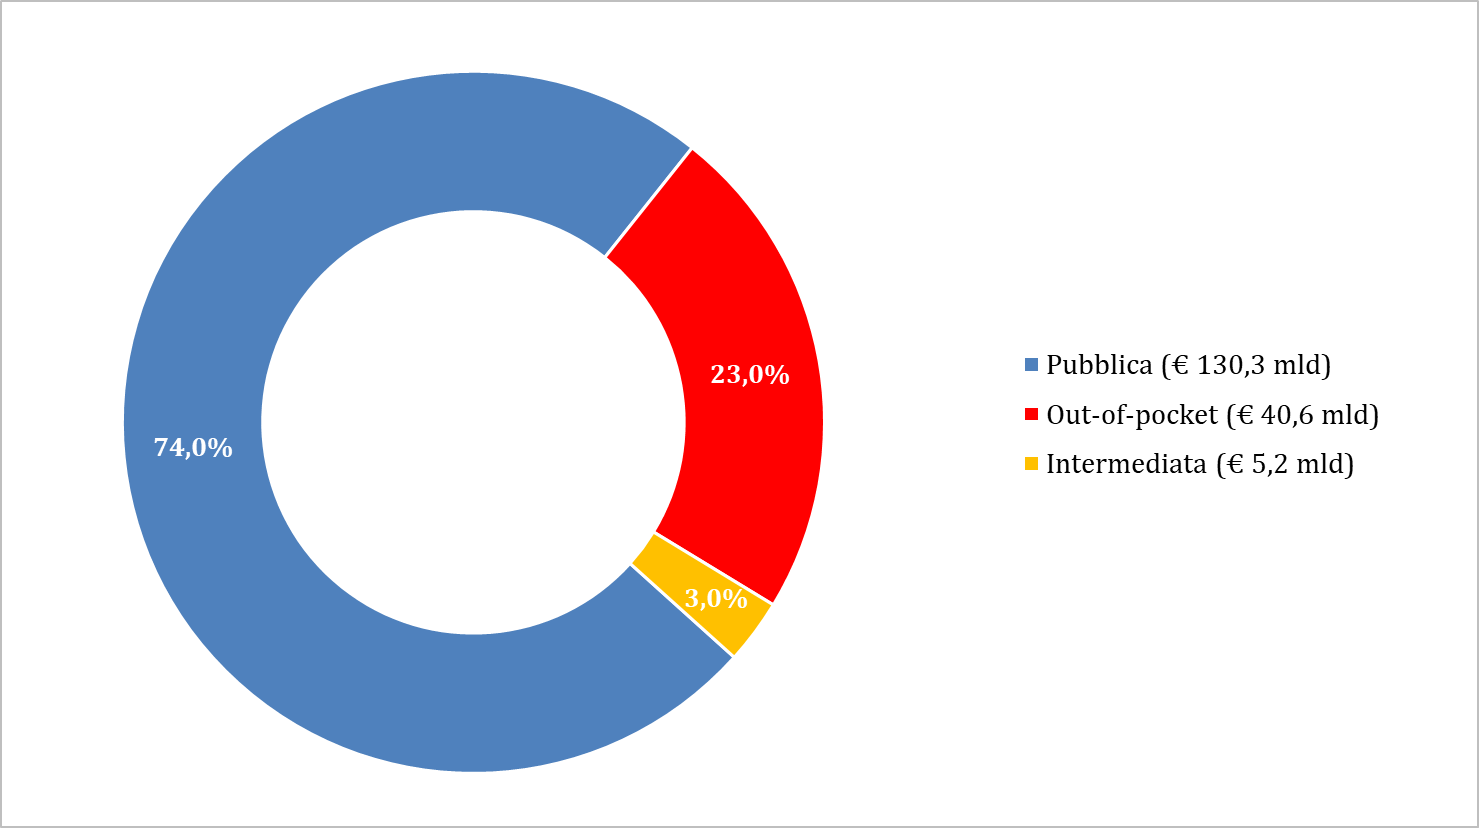 74,0%
23,0%
3,0%
Pubblica (€ 130,3 mld)
Out-of-pocket (€ 40,6 mld)
Intermediata (€ 5,2 mld)